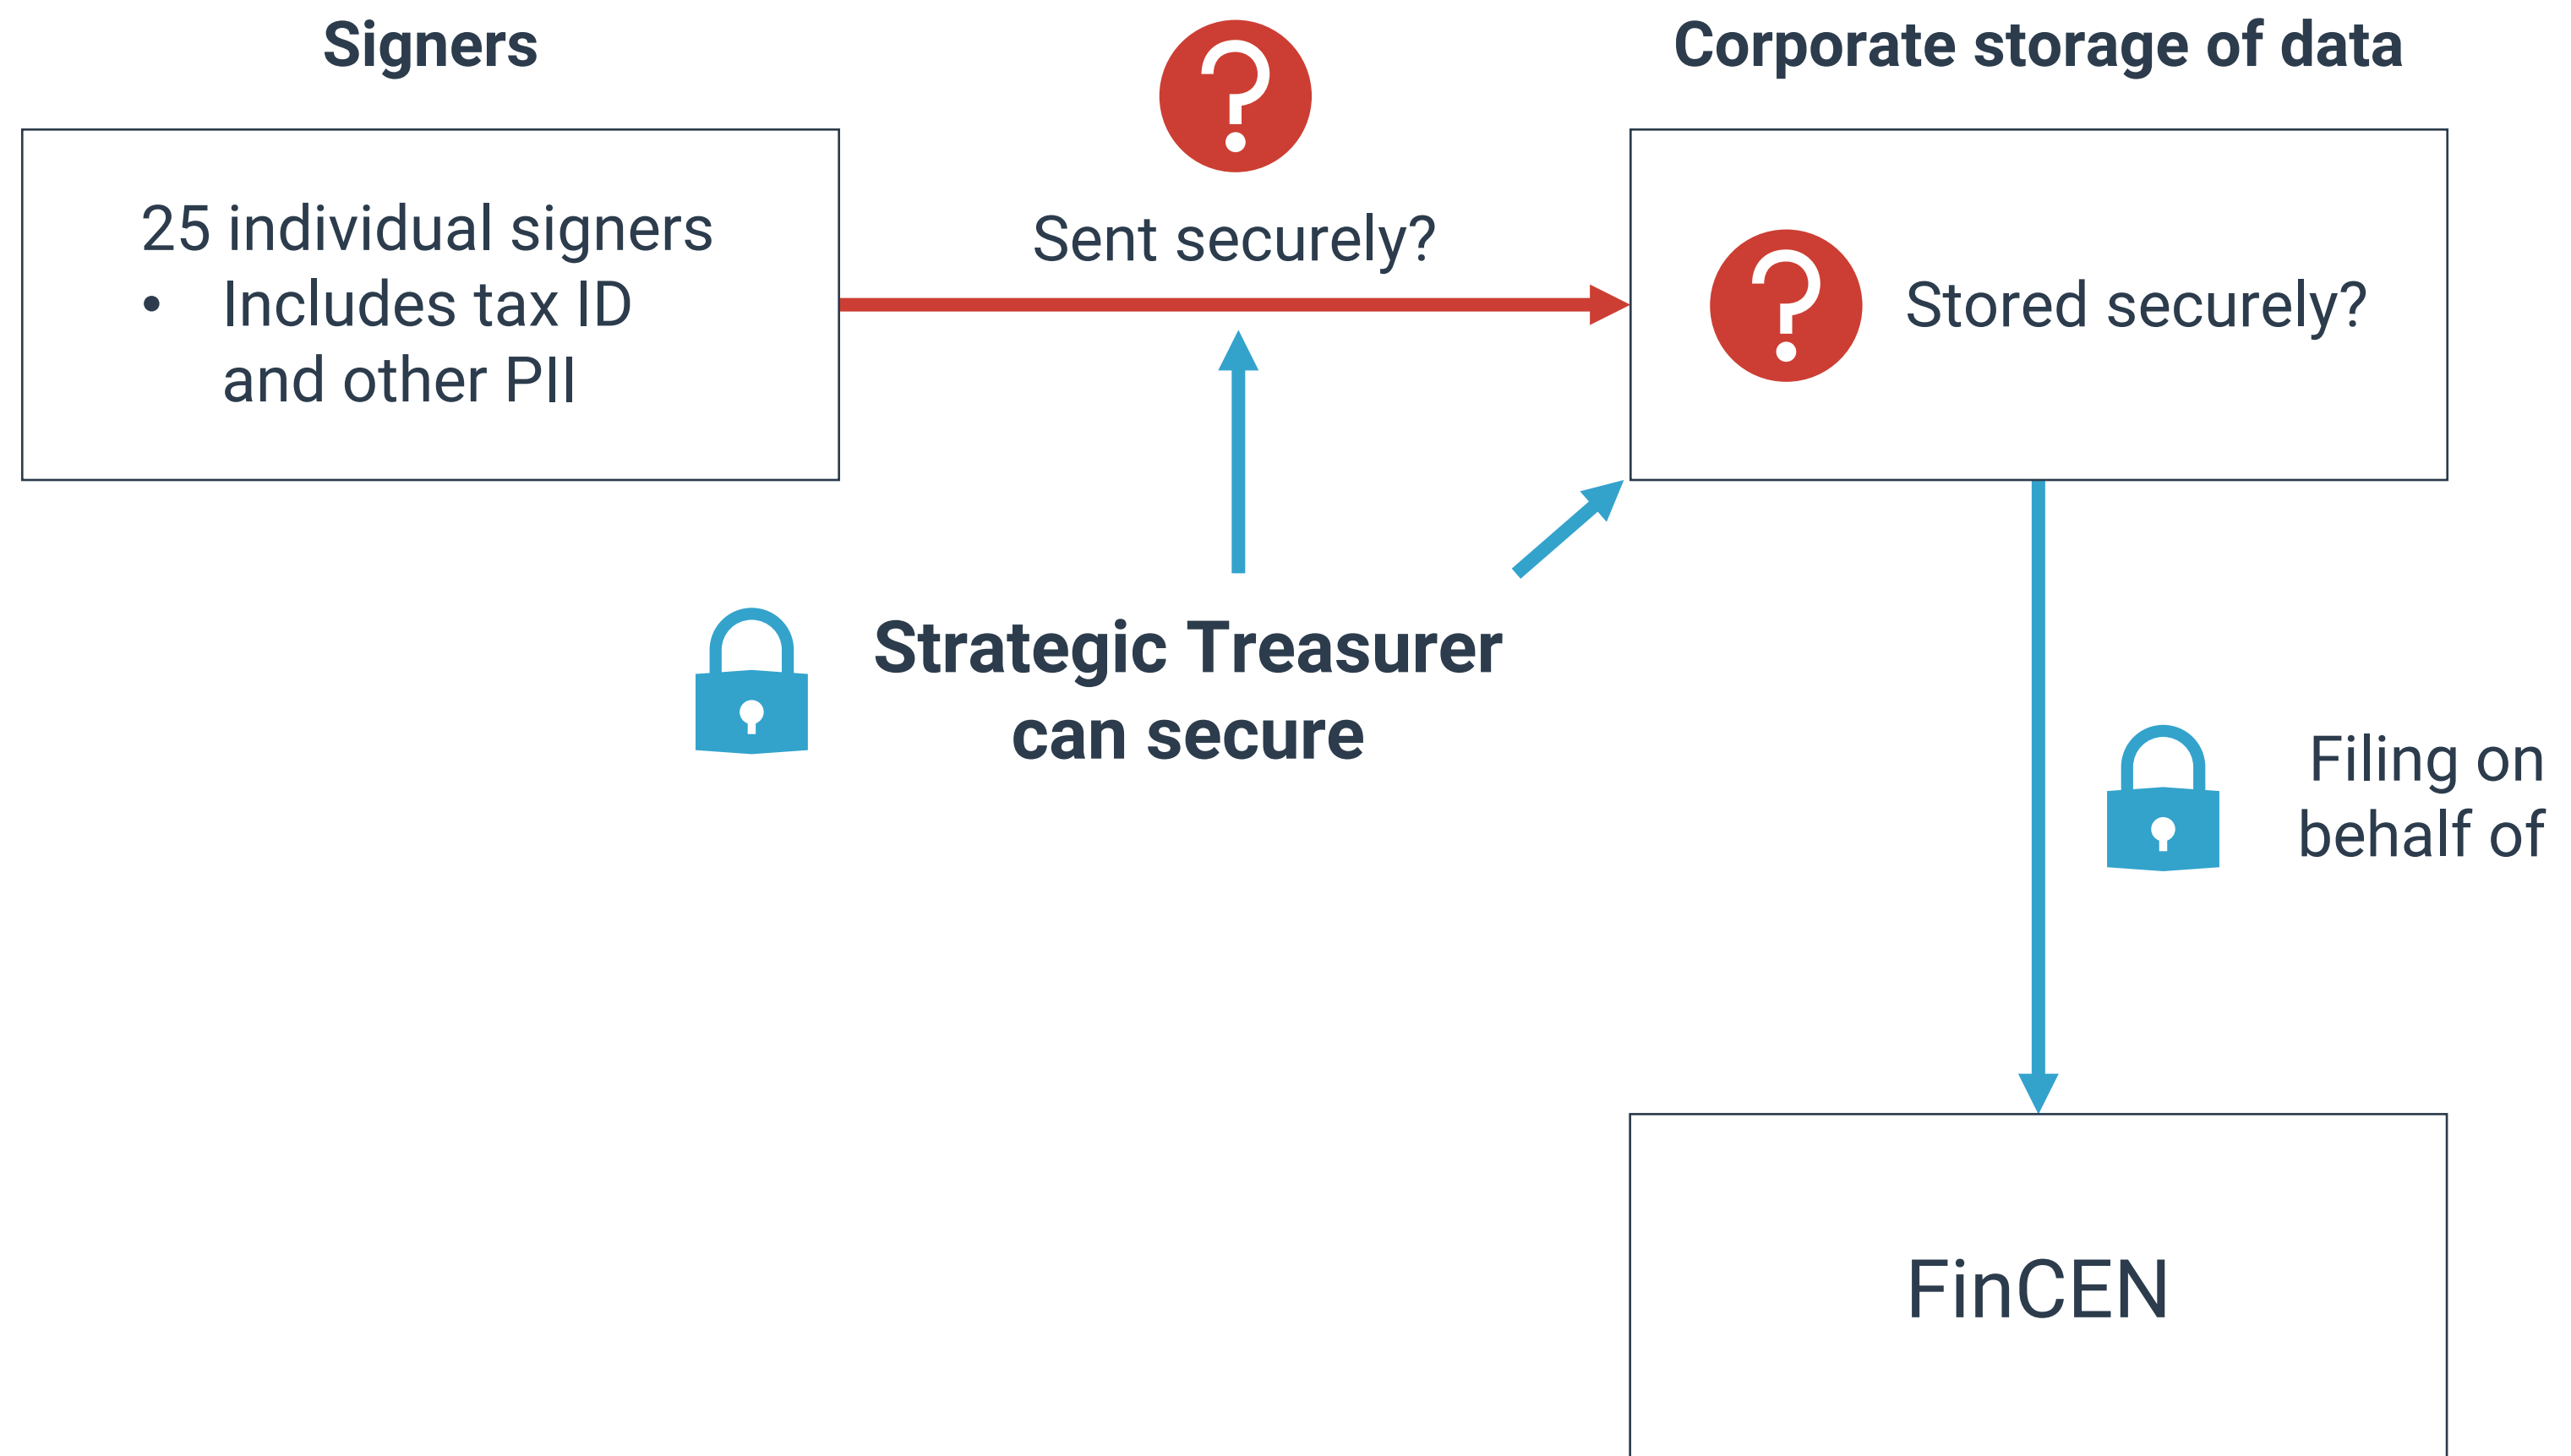 Signers
25 individual signers
• Includes tax ID
and other PII
?
Sent securely?
Corporate storage of data
?
Stored securely?
Strategic Treasurer
can secure
Filing on
behalf of
FinCEN